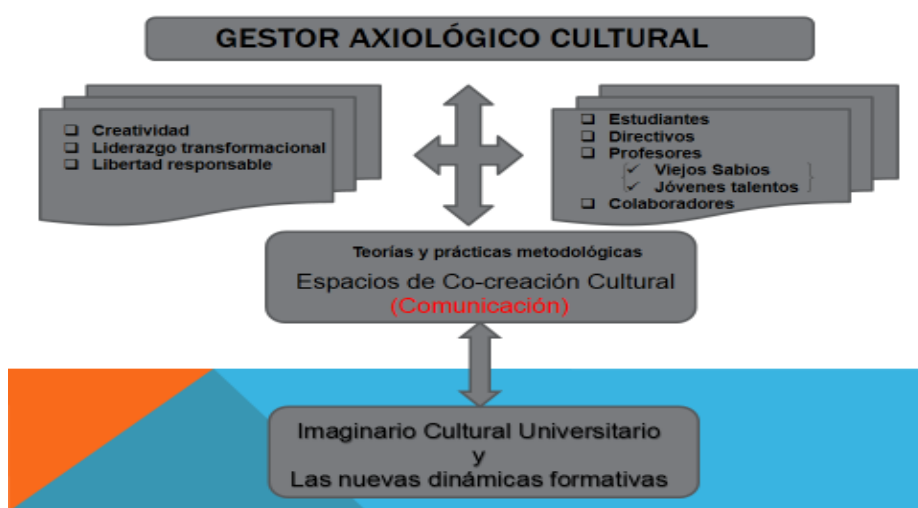 GESTOR AXIOLÓGICO CULTURAL
❑ Creatividad
❑ Liderazgo transformacional
❑ Libertad responsable
❑ Estudiantes
❑ Directivos
❑ Profesores
✓ Viejos Sabios
✓ Jóvenes talentos
❑ Colaboradores
Teorías y prácticas metodológicas
Espacios de Co-creación Cultural
(Comunicación)
Imaginario Cultural Universitario
y
Las nuevas dinámicas formativas